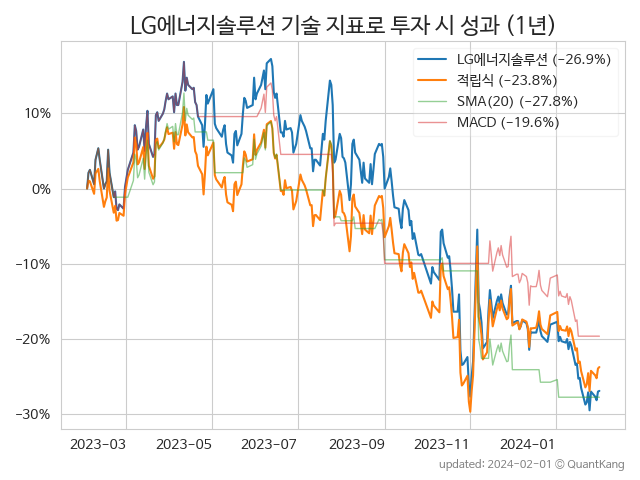 LG에너지솔루션 기술 지표로 투자 시 성과 (1년)
LG에너지솔루션 (−26.9%)
적립식 (−23.8%)
SMA(20) (−27.8%)
MACD (−19.6%)
10%
0%
−10%
−20%
−30%
2023-03 2023-05 2023-07 2023-09 2023-11 2024-01
updated: 2024-02-01 © QuantKang